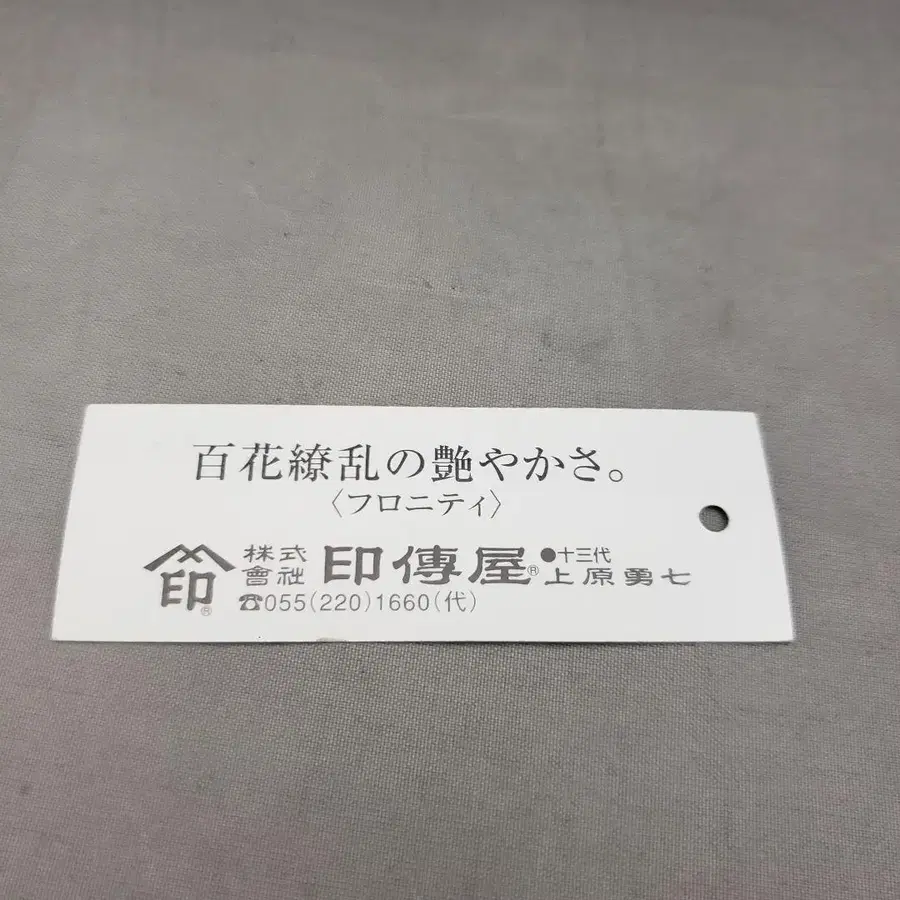 百花繚乱の艶やかさ。
〈フロニティ〉
印® 株式會社 印傳屋® ●十三代 上原勇七
☎055(220)1660(代)